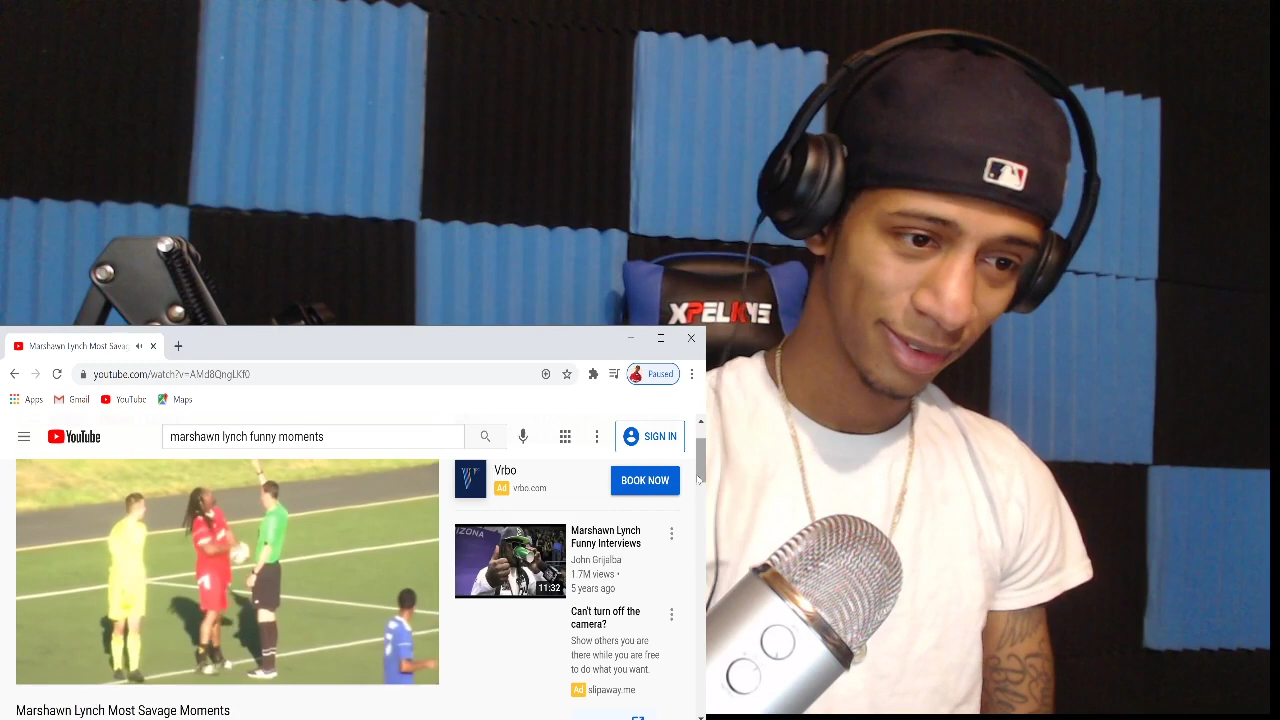 XPELKYS
Marshawn Lynch Most Savag
youtube.com/watch?v=AMd8QngLKf0
Paused
Apps
Gmail
YouTube
Maps
YouTube
marshawn lynch funny moments
SIGN IN
Vrbo
Ad vrbo.com
BOOK NOW
IZONA
11:32
Marshawn Lynch
Funny Interviews
John Grijalba
1.7M views •
5 years ago
Can't turn off the
camera?
Show others you are
there while you are free
to do what you want.
Ad slipaway.me
Marshawn Lynch Most Savage Moments